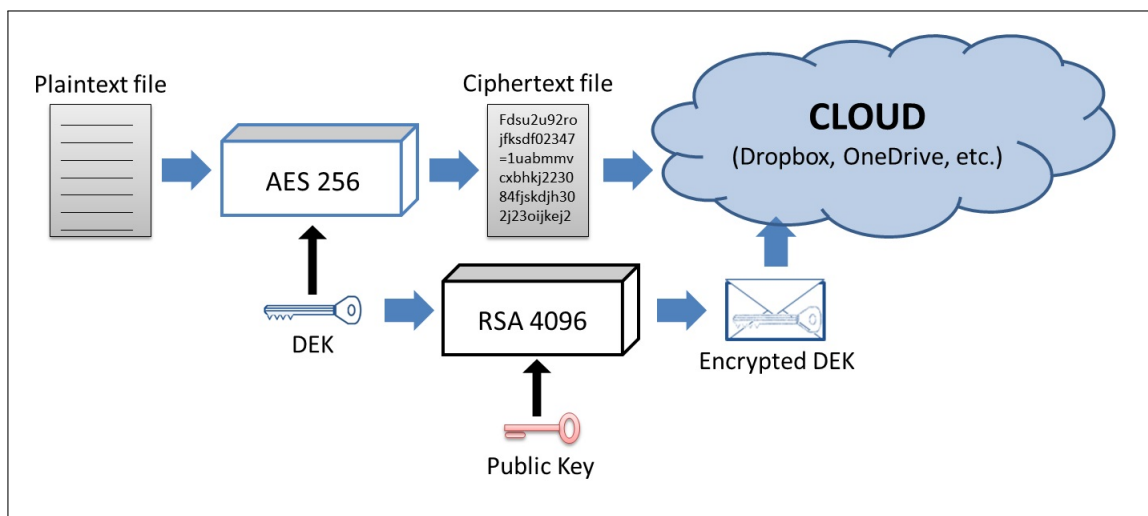 Plaintext file
Ciphertext file
Fdsu2u92ro
jfksdf02347
=1uabmmv
cxbhkj2230
84fjskdjh30
2j23oijkej2
CLOUD
(Dropbox, OneDrive, etc.)
AES 256
DEK
RSA 4096
Encrypted DEK
Public Key